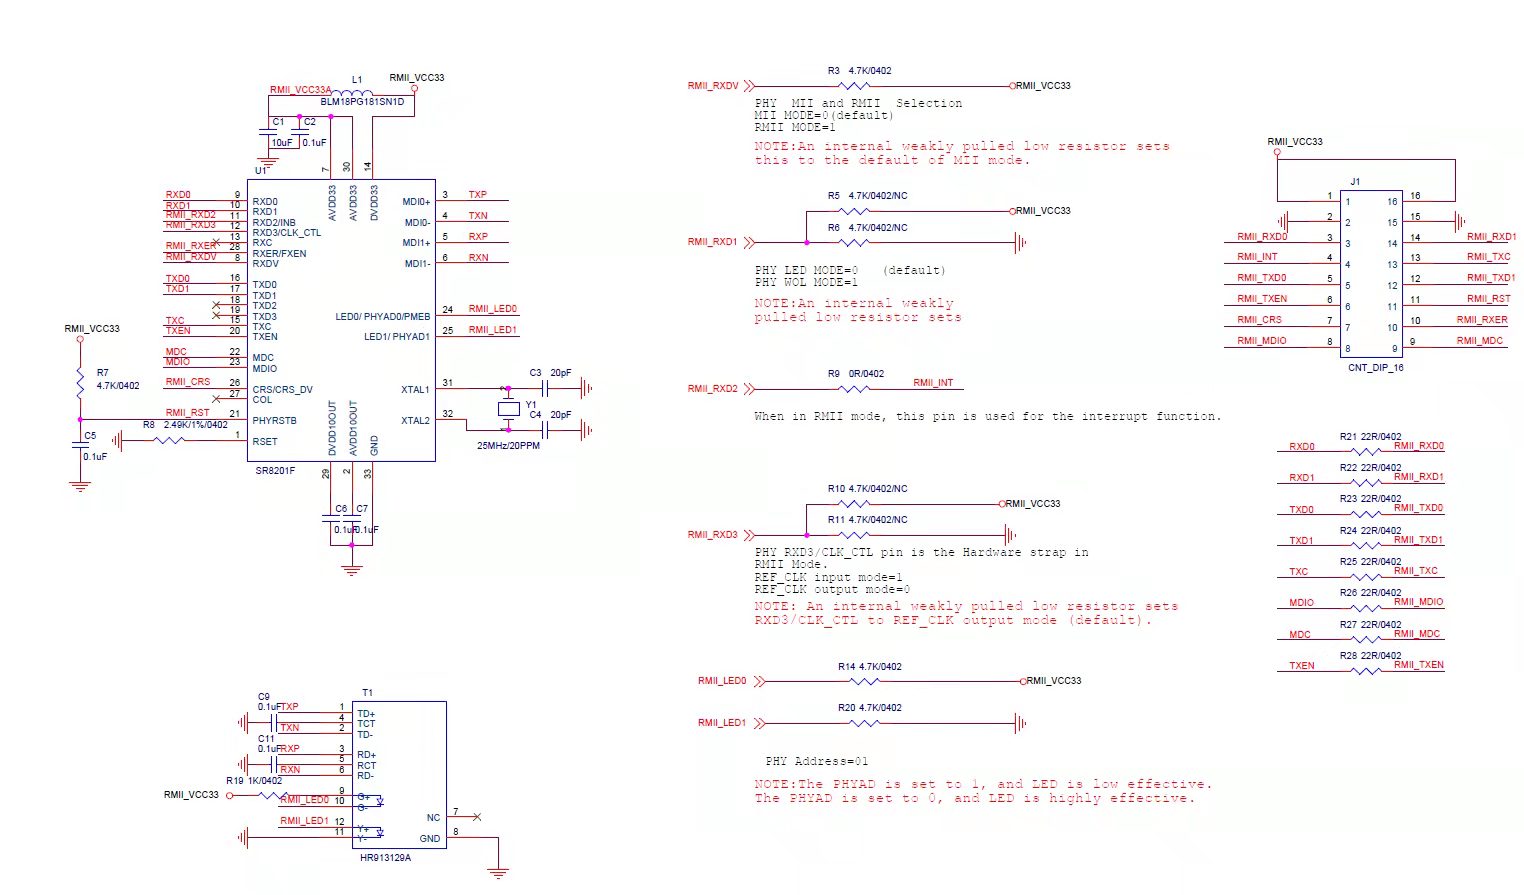 L1
RMII_VCC33
RMII_VCC33A
BLM18PG181SN1D
C1
C2
10uF
0.1uF
U1
7
30
14
AVDD33
AVDD33
DVDD33
RXD0 9 RXD0
RXD1 10 RXD1
RMII_RXD2 11 RXD2/INB
RMII_RXD3 12 RXD3/CLK_CTL
13 RXC
RMII_RXER 28 RXER/FXEN
RMII_RXDV 8 RXDV
TXD0 16 TXD0
TXD1 17 TXD1
18 TXD2
19 TXD3
TXC 15 TXC
TXEN 20 TXEN
MDC 22 MDC
MDIO 23 MDIO
RMII_CRS 26 CRS/CRS_DV
27 COL
RMII_RST 21 PHYRSTB
1 RSET
MDI0+ 3 TXP
MDI0- 4 TXN
MDI1+ 5 RXP
MDI1- 6 RXN
LED0/ PHYAD0/PMEB 24 RMII_LED0
LED1/ PHYAD1 25 RMII_LED1
XTAL1 31
XTAL2 32
DVDD10OUT
AVDD10OUT
GND
29
2
33
SR8201F
RMII_VCC33
R7
4.7K/0402
R8 2.49K/1%/0402
C5
0.1uF
C3 20pF
Y1
C4 20pF
25MHz/20PPM
C6
C7
0.1uF
0.1uF
T1
C9
0.1uF
TXP 1 TD+
4 TCT
TXN 2 TD-
C11
0.1uF
RXP 3 RD+
5 RCT
RXN 6 RD-
R19 1K/0402
RMII_VCC33
9 G+
RMII_LED0 10 G-
RMII_LED1 12 Y+
11 Y-
NC 7
GND 8
HR913129A
R3 4.7K/0402
RMII_RXDV
RMII_VCC33
PHY MII and RMII Selection
MII MODE=0(default)
RMII MODE=1
NOTE:An internal weakly pulled low resistor sets
this to the default of MII mode.
R5 4.7K/0402/NC
RMII_VCC33
R6 4.7K/0402/NC
RMII_RXD1
PHY LED MODE=0 (default)
PHY WOL MODE=1
NOTE:An internal weakly
pulled low resistor sets
R9 0R/0402
RMII_RXD2
RMII_INT
When in RMII mode, this pin is used for the interrupt function.
R10 4.7K/0402/NC
RMII_VCC33
R11 4.7K/0402/NC
RMII_RXD3
PHY RXD3/CLK_CTL pin is the Hardware strap in
RMII Mode.
REF_CLK input mode=1
REF_CLK output mode=0
NOTE: An internal weakly pulled low resistor sets
RXD3/CLK_CTL to REF_CLK output mode (default).
R14 4.7K/0402
RMII_LED0
RMII_VCC33
R20 4.7K/0402
RMII_LED1
PHY Address=01
NOTE:The PHYAD is set to 1, and LED is low effective.
The PHYAD is set to 0, and LED is highly effective.
RMII_VCC33
J1
1 1 16 16
2 2 15 15
RMII_RXD0 3 3 14 14 RMII_RXD1
RMII_INT 4 4 13 13 RMII_TXC
RMII_TXD0 5 5 12 12 RMII_TXD1
RMII_TXEN 6 6 11 11 RMII_RST
RMII_CRS 7 7 10 10 RMII_RXER
RMII_MDIO 8 8 9 9 RMII_MDC
CNT_DIP_16
RXD0 R21 22R/0402 RMII_RXD0
RXD1 R22 22R/0402 RMII_RXD1
TXD0 R23 22R/0402 RMII_TXD0
TXD1 R24 22R/0402 RMII_TXD1
TXC R25 22R/0402 RMII_TXC
MDIO R26 22R/0402 RMII_MDIO
MDC R27 22R/0402 RMII_MDC
TXEN R28 22R/0402 RMII_TXEN